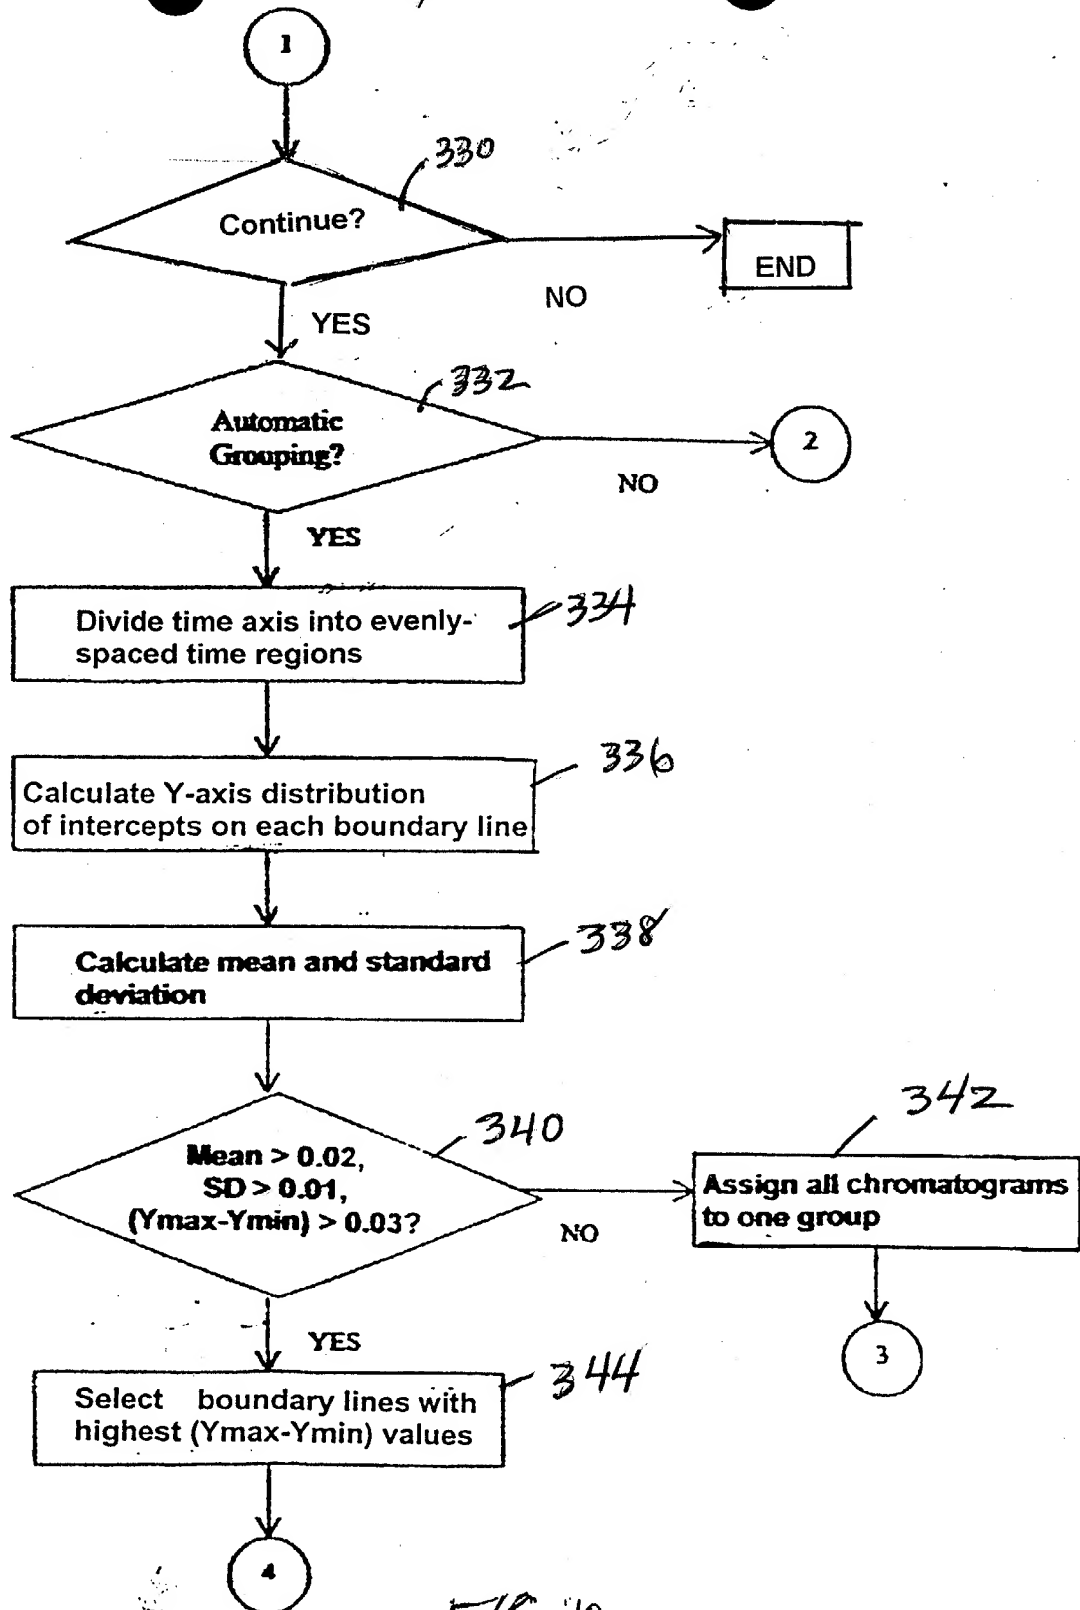 1
330
Continue?
END
NO
YES
332
Automatic
Grouping?
2
NO
YES
334
Divide time axis into evenly-
spaced time regions
336
Calculate Y-axis distribution
of intercepts on each boundary line
338
Calculate mean and standard
deviation
342
340
Mean > 0.02,
SD > 0.01,
(Ymax-Ymin) > 0.03?
Assign all chromatograms
to one group
NO
YES
3
344
Select boundary lines with
highest (Ymax-Ymin) values
4